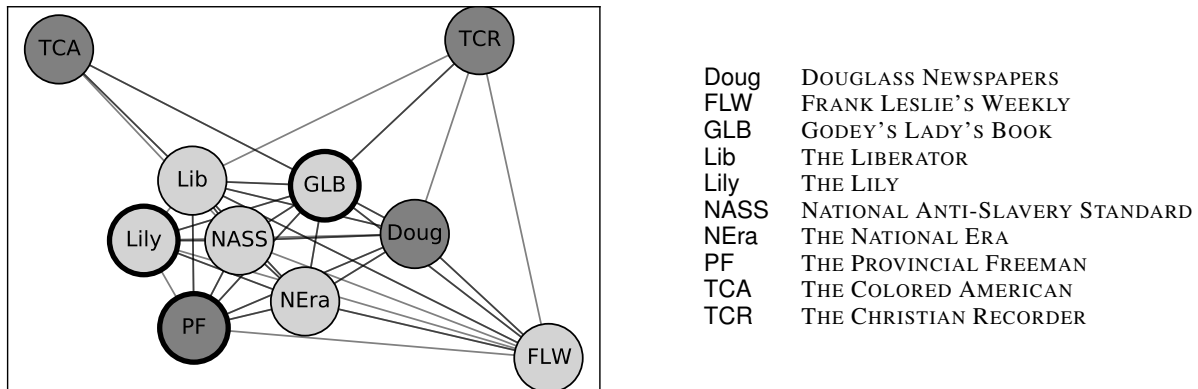 TCA
TCR
Lib
GLB
Lily
NASS
Doug
NEra
PF
FLW
Doug DOUGLASS NEWSPAPERS
FLW FRANK LESLIE'S WEEKLY
GLB GODEY'S LADY'S BOOK
Lib THE LIBERATOR
Lily THE LILY
NASS NATIONAL ANTI-SLAVERY STANDARD
NEra THE NATIONAL ERA
PF THE PROVINCIAL FREEMAN
TCA THE COLORED AMERICAN
TCR THE CHRISTIAN RECORDER